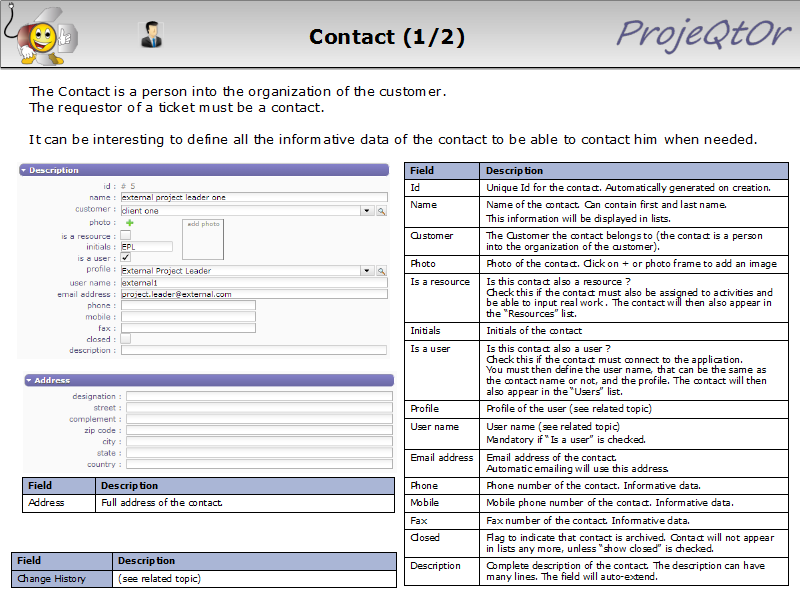 Contact (1/2)
ProjeQtOr
The Contact is a person into the organization of the customer.
The requestor of a ticket must be a contact.
It can be interesting to define all the informative data of the contact to be able to contact him when needed.
Description
id : # 5
name : external project leader one
customer : client one
photo : add photo
is a resource :
initials : EPL
is a user :
profile : External Project Leader
user name : external1
email address : project.leader@external.com
phone :
mobile :
fax :
closed :
description :
Address
designation :
street :
complement :
zip code :
city :
state :
country :
Field Description
Address Full address of the contact.
Field Description
Change History (see related topic)
Field Description
Id Unique Id for the contact. Automatically generated on creation.
Name Name of the contact. Can contain first and last name.
This information will be displayed in lists.
Customer The Customer the contact belongs to (the contact is a person
into the organization of the customer).
Photo Photo of the contact. Click on + or photo frame to add an image
Is a resource Is this contact also a resource ?
Check this if the contact must also be assigned to activities and
be able to input real work . The contact will then also appear in
the “Resources” list.
Initials Initials of the contact
Is a user Is this contact also a user ?
Check this if the contact must connect to the application.
You must then define the user name, that can be the same as
the contact name or not, and the profile. The contact will then
also appear in the “Users” list.
Profile Profile of the user (see related topic)
User name User name (see related topic)
Mandatory if “ Is a user” is checked.
Email address Email address of the contact.
Automatic emailing will use this address.
Phone Phone number of the contact. Informative data.
Mobile Mobile phone number of the contact. Informative data.
Fax Fax number of the contact. Informative data.
Closed Flag to indicate that contact is archived. Contact will not appear
in lists any more, unless “show closed” is checked.
Description Complete description of the contact. The description can have
many lines. The field will auto-extend.